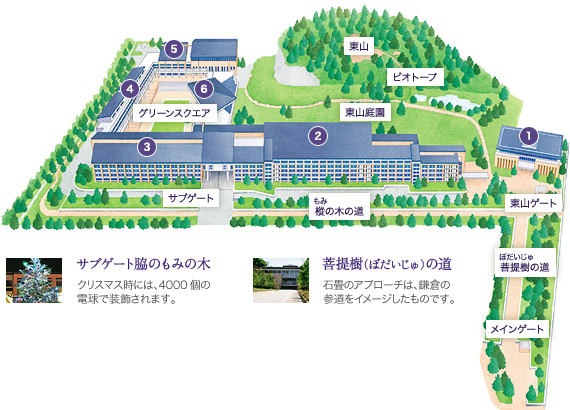 5
6
4
グリーンスクエア
3
2
1
東山
ビオトープ
東山庭園
サブゲート
もみ
樅の木の道
東山ゲート
ぼだいじゅ
菩提樹の道
メインゲート
サブゲート脇のもみの木
クリスマス時には、4000個の
電球で装飾されます。
菩提樹(ぼだいじゅ)の道
石畳のアプローチは、鎌倉の
参道をイメージしたものです。